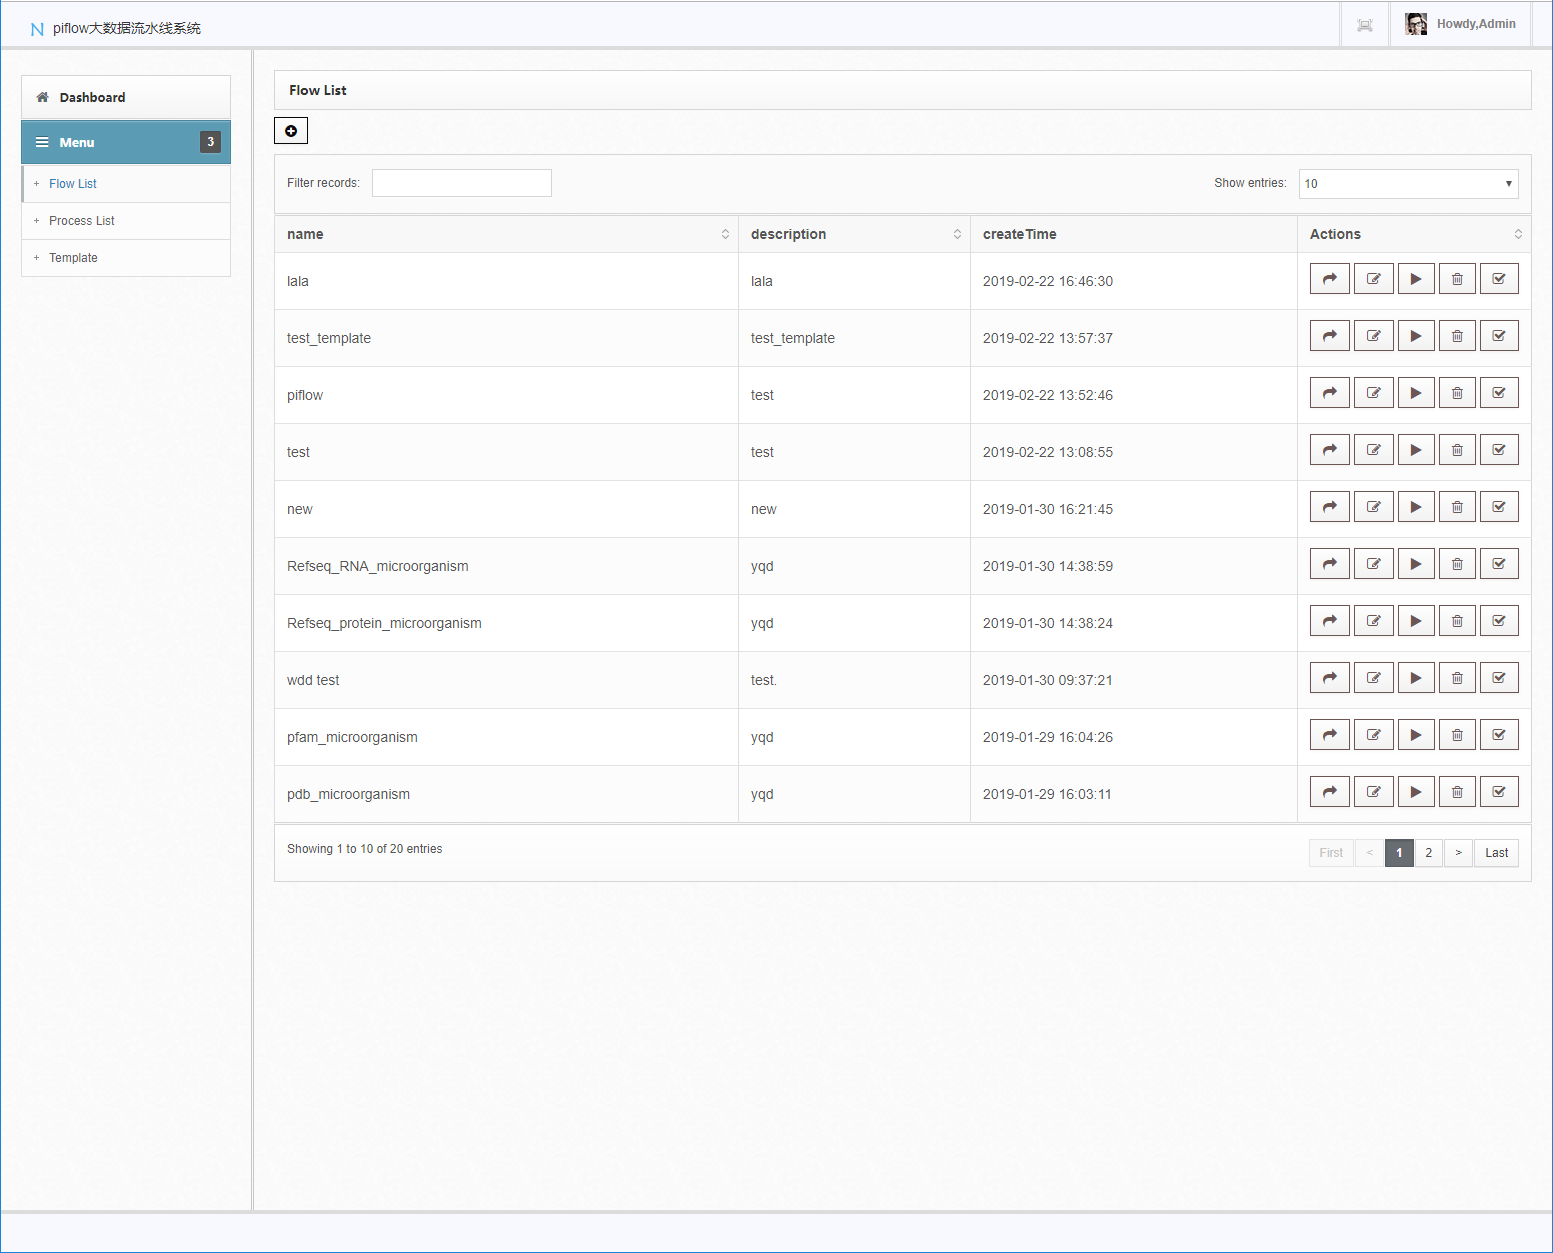 piflow大数据流水线系统
Howdy,Admin
Dashboard
Menu 3
Flow List
Process List
Template
Flow List
Filter records:
Show entries: 10
name description createTime Actions
lala lala 2019-02-22 16:46:30
test_template test_template 2019-02-22 13:57:37
piflow test 2019-02-22 13:52:46
test test 2019-02-22 13:08:55
new new 2019-01-30 16:21:45
Refseq_RNA_microorganism yqd 2019-01-30 14:38:59
Refseq_protein_microorganism yqd 2019-01-30 14:38:24
wdd test test. 2019-01-30 09:37:21
pfam_microorganism yqd 2019-01-29 16:04:26
pdb_microorganism yqd 2019-01-29 16:03:11
Showing 1 to 10 of 20 entries
First < 1 2 > Last